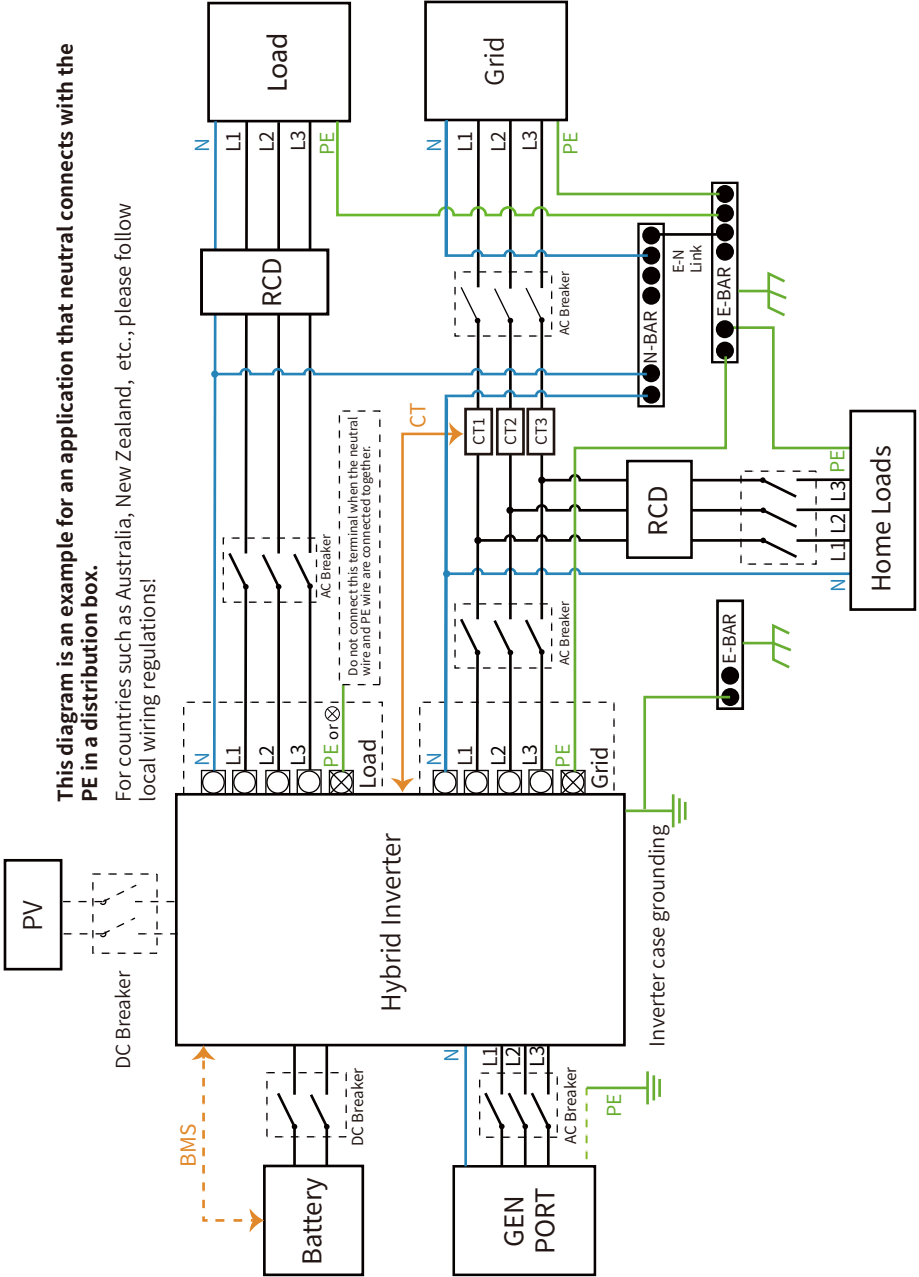 This diagram is an example for an application that neutral connects with the
PE in a distribution box.
For countries such as Australia, New Zealand, etc., please follow
local wiring regulations!
PV
DC Breaker
BMS
Battery
DC Breaker
Hybrid Inverter
N
L1
L2
L3
PE or
Load
AC Breaker
Do not connect this terminal when the neutral
wire and PE wire are connected together.
RCD
N
L1
L2
L3
PE
Load
CT
GEN
PORT
N
L1
L2
L3
AC Breaker
PE
N
L1
L2
L3
PE
Grid
AC Breaker
CT1
CT2
CT3
AC Breaker
N
L1
L2
L3
PE
Grid
Inverter case grounding
E-BAR
RCD
N
L1
L2
L3
PE
Home Loads
N-BAR
E-N
Link
E-BAR